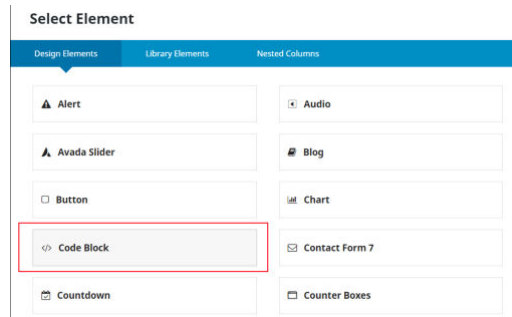 Select Element
Design Elements Library Elements Nested Columns
Alert Audio
Avada Slider Blog
Button Chart
Code Block Contact Form 7
Countdown Counter Boxes